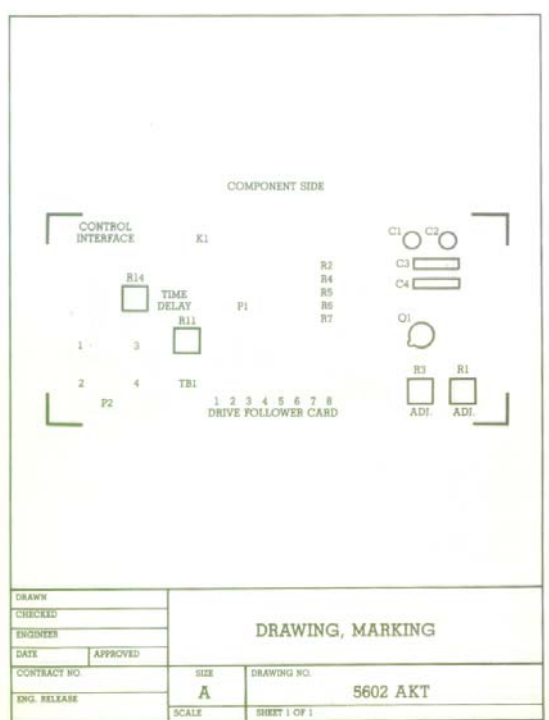 COMPONENT SIDE
CONTROL
INTERFACE
K1
C1
C2
R2
R4
R5
R6
R7
C3
C4
R14
TIME
DELAY
P1
R11
Q1
1
3
2
4
TB1
R3
R1
P2
1 2 3 4 5 6 7 8
DRIVE FOLLOWER CARD
ADJ.
ADJ.
DRAWN
CHECKED
ENGINEER
DATE
APPROVED
DRAWING, MARKING
CONTRACT NO.
ENG. RELEASE
SIZE
A
DRAWING NO.
5602 AKT
SCALE
SHEET 1 OF 1